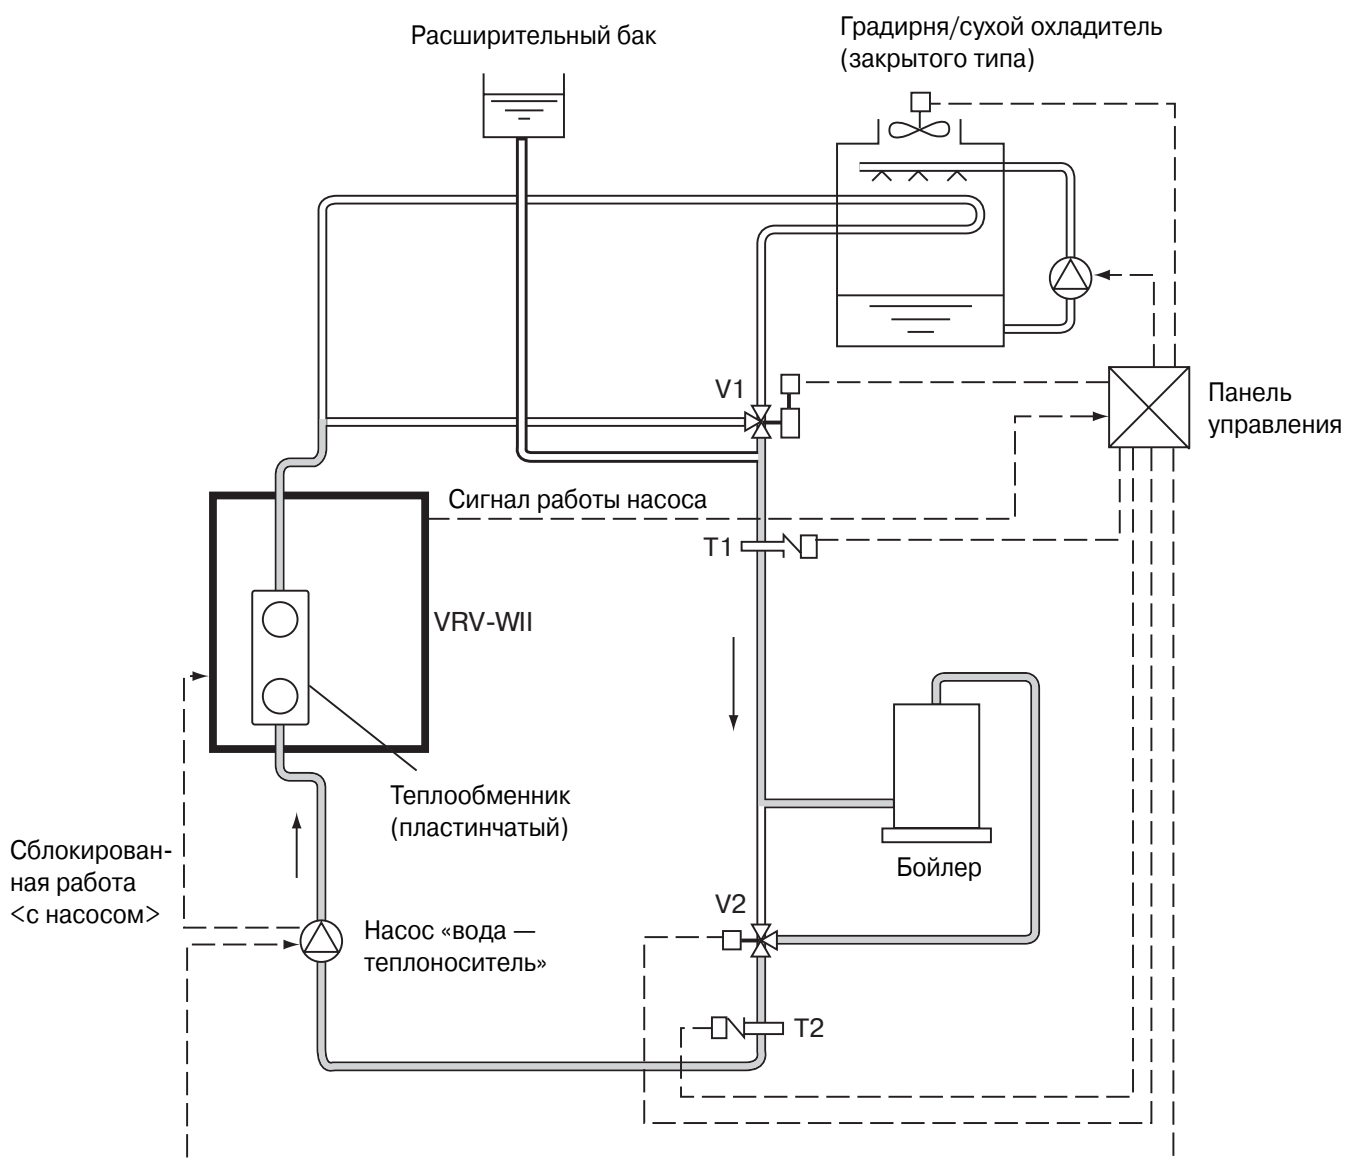 Расширительный бак
Градирня/сухой охладитель
(закрытого типа)
V1
Панель
управления
Сигнал работы насоса
T1
VRV-WII
Теплообменник
(пластинчатый)
Сблокирован-
ная работа
<с насосом>
Бойлер
V2
Насос «вода —
теплоноситель»
T2